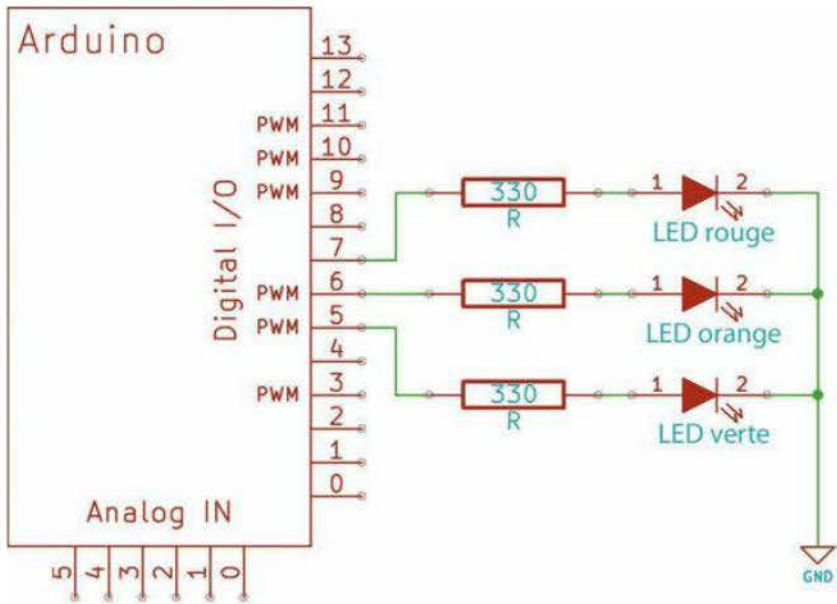 Arduino
Digital I/O
13
12
PWM 11
PWM 10
PWM 9
8
7
PWM 6
PWM 5
4
PWM 3
2
1
0
Analog IN
5 4 3 2 1 0
330
R
1 2
LED rouge
330
R
1 2
LED orange
330
R
1 2
LED verte
GND